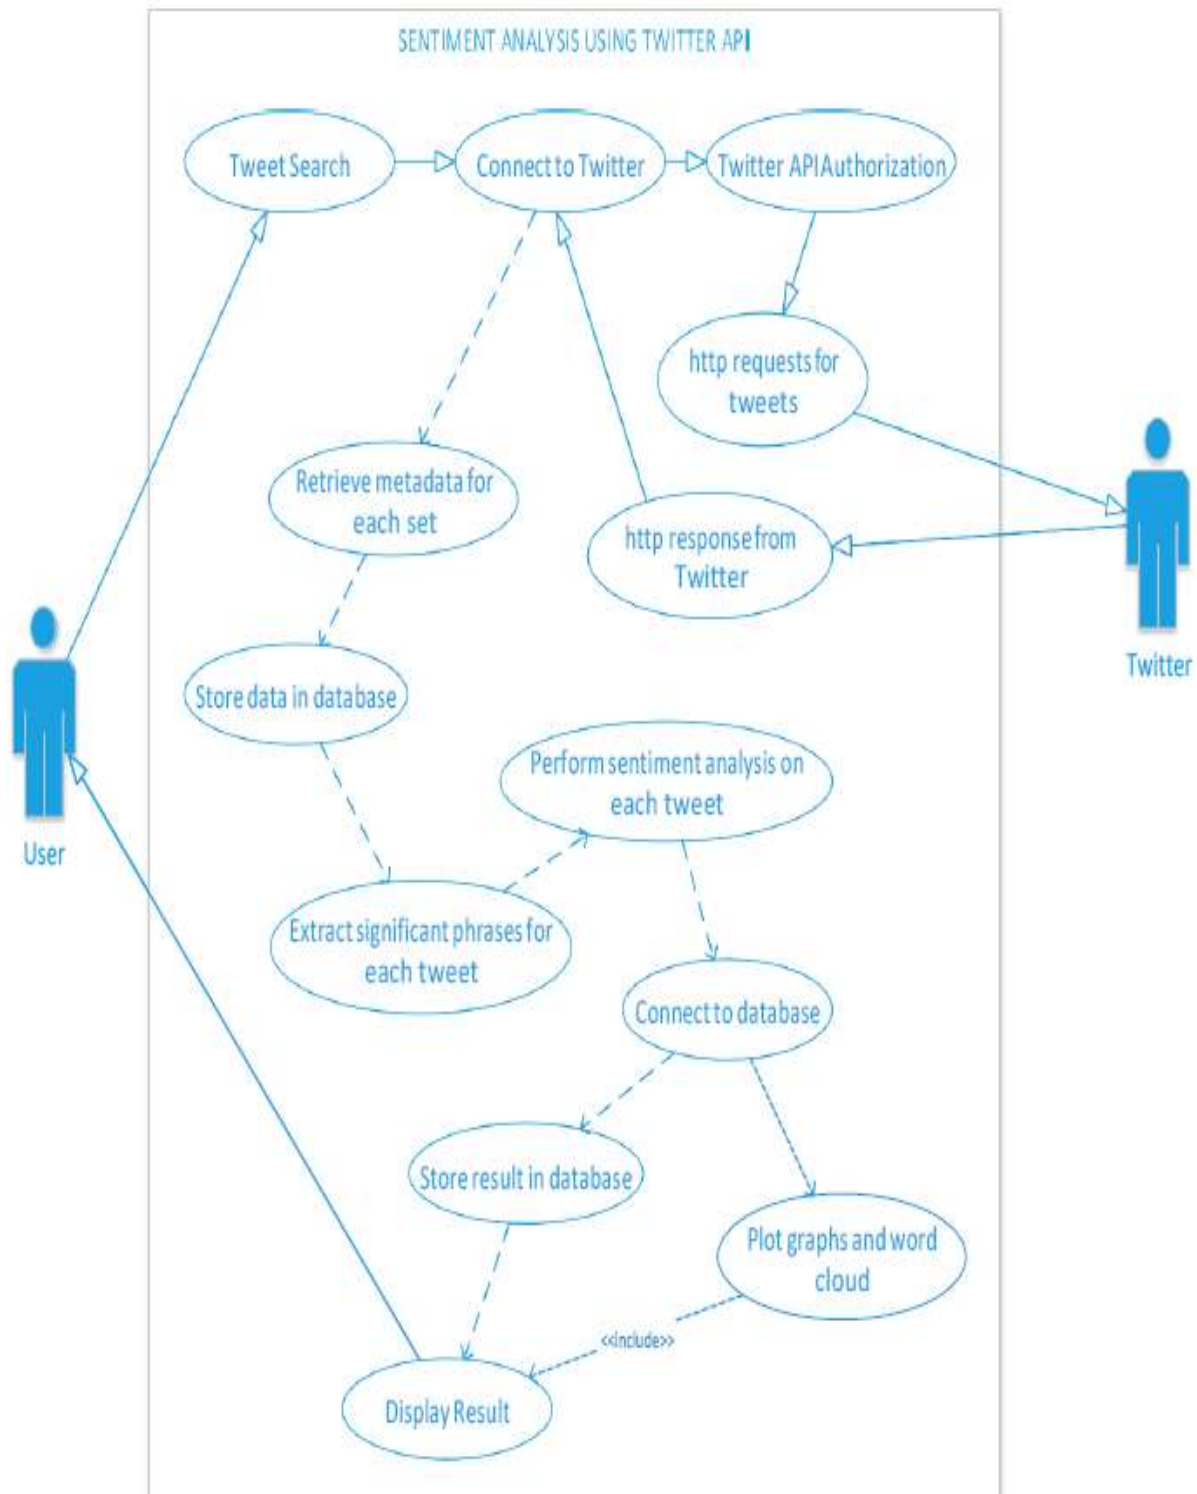 SENTIMENT ANALYSIS USING TWITTER API
Tweet Search
Connect to Twitter
Twitter API Authorization
http requests for
tweets
Retrieve metadata for
each set
http response from
Twitter
Twitter
Store data in database
Perform sentiment analysis on
each tweet
User
Extract significant phrases for
each tweet
Connect to database
Store result in database
Plot graphs and word
cloud
<<include>>
Display Result